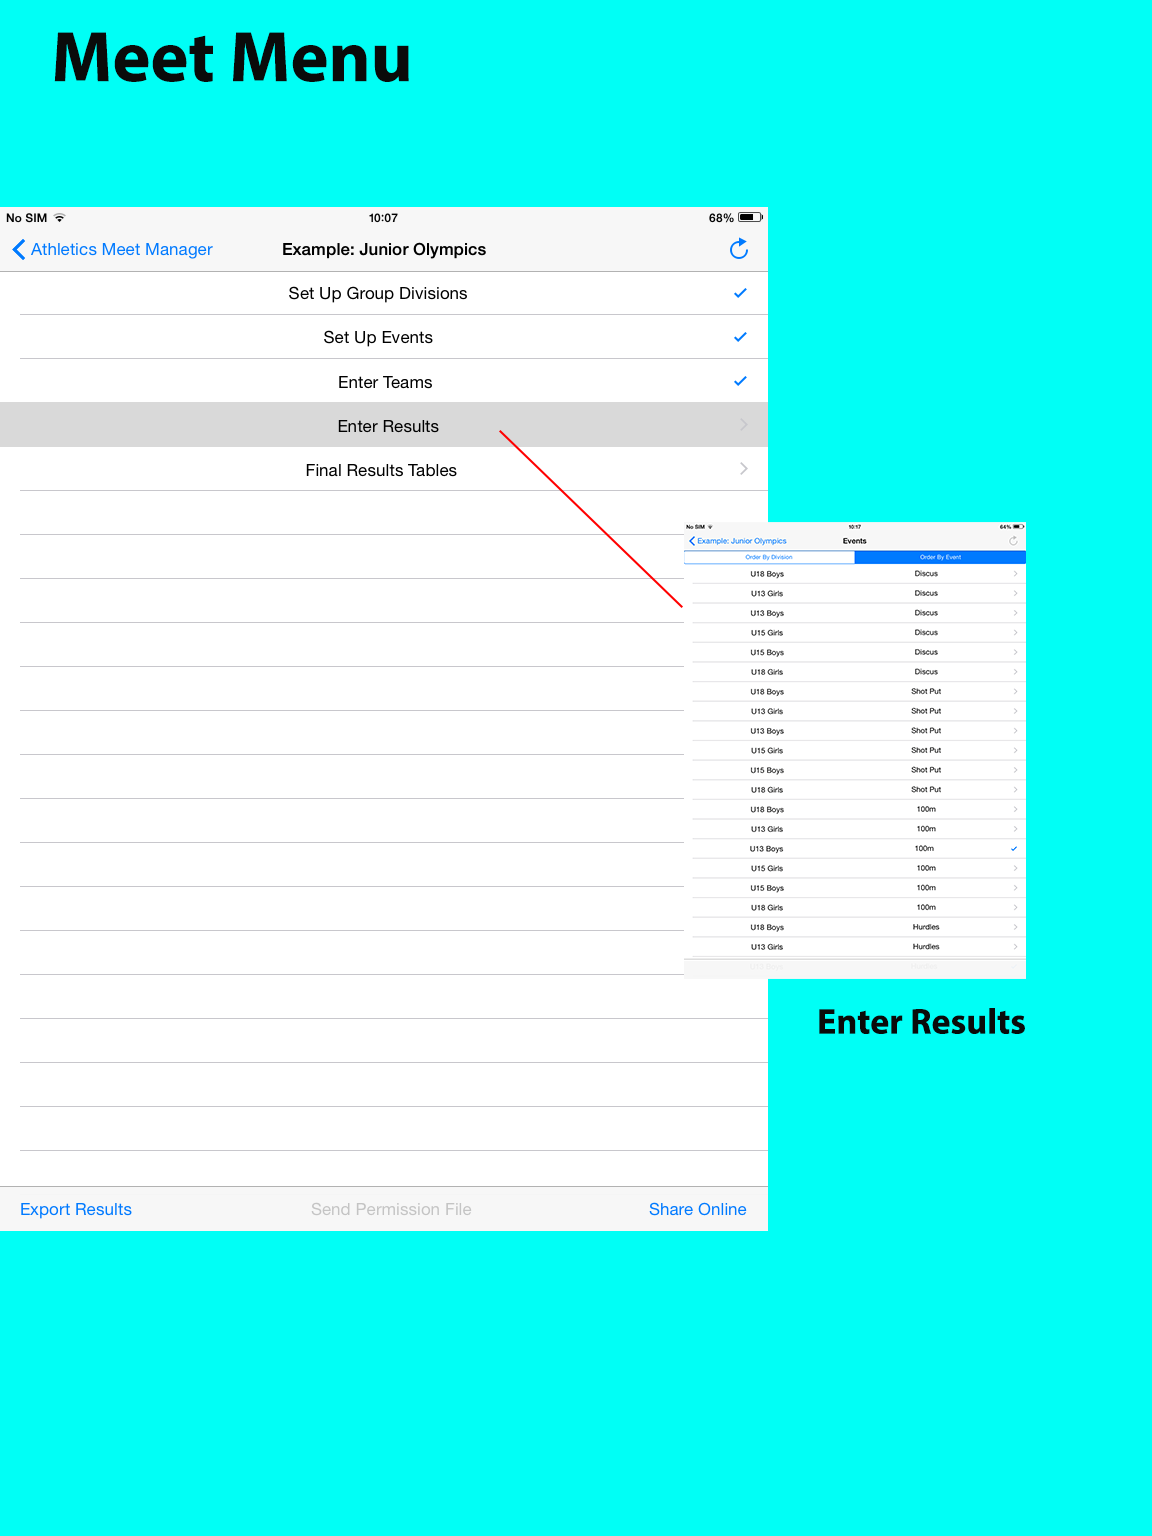 Meet Menu
No SIM 10:07 68%
Athletics Meet Manager Example: Junior Olympics
Set Up Group Divisions
Set Up Events
Enter Teams
Enter Results
Final Results Tables
No SIM 10:17 64%
Example: Junior Olympics Events
Order By Division Order By Event
U18 Boys Discus
U13 Girls Discus
U13 Boys Discus
U15 Girls Discus
U15 Boys Discus
U18 Girls Discus
U18 Boys Shot Put
U13 Girls Shot Put
U13 Boys Shot Put
U15 Girls Shot Put
U15 Boys Shot Put
U18 Girls Shot Put
U18 Boys 100m
U13 Girls 100m
U13 Boys 100m
U15 Girls 100m
U15 Boys 100m
U18 Girls 100m
U18 Boys Hurdles
U13 Girls Hurdles
Enter Results
Export Results Send Permission File Share Online